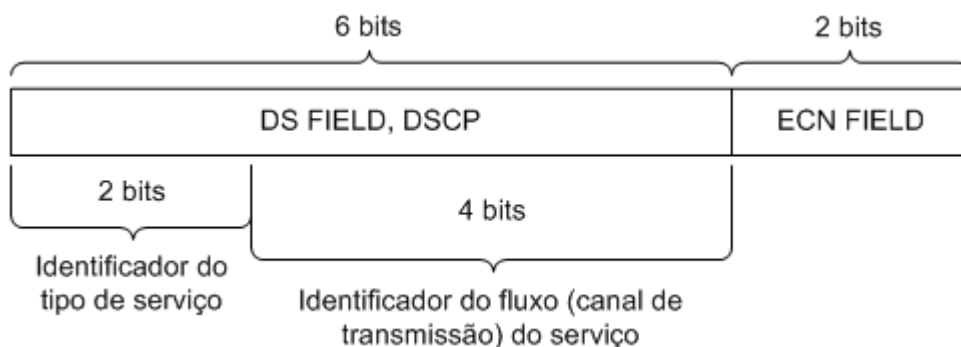 6 bits
2 bits
DS FIELD, DSCP
ECN FIELD
2 bits
4 bits
Identificador do
tipo de serviço
Identificador do fluxo (canal de
transmissão) do serviço